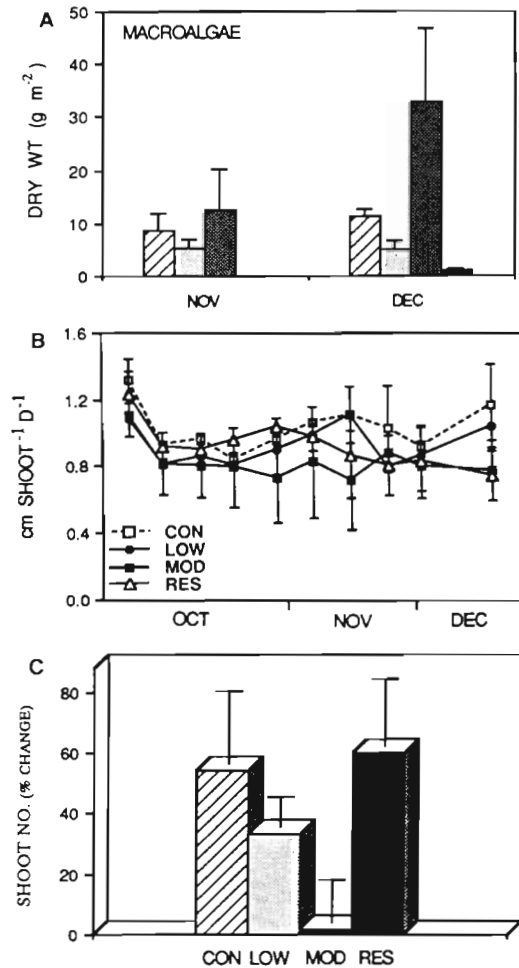 A
MACROALGAE
DRY WT (g m-2)
50
40
30
20
10
0
NOV DEC
B
cm SHOOT-1 D-1
1.6
1.2
0.8
0.4
0.0
CON
LOW
MOD
RES
OCT NOV DEC
C
SHOOT NO. (% CHANGE)
80
60
40
20
0
CON LOW MOD RES